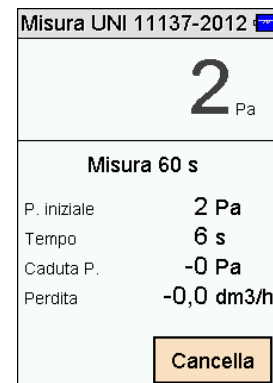 Misura UNI 11137-2012
2 Pa
Misura 60 s
P. iniziale 2 Pa
Tempo 6 s
Caduta P. -0 Pa
Perdita -0,0 dm3/h
Cancella